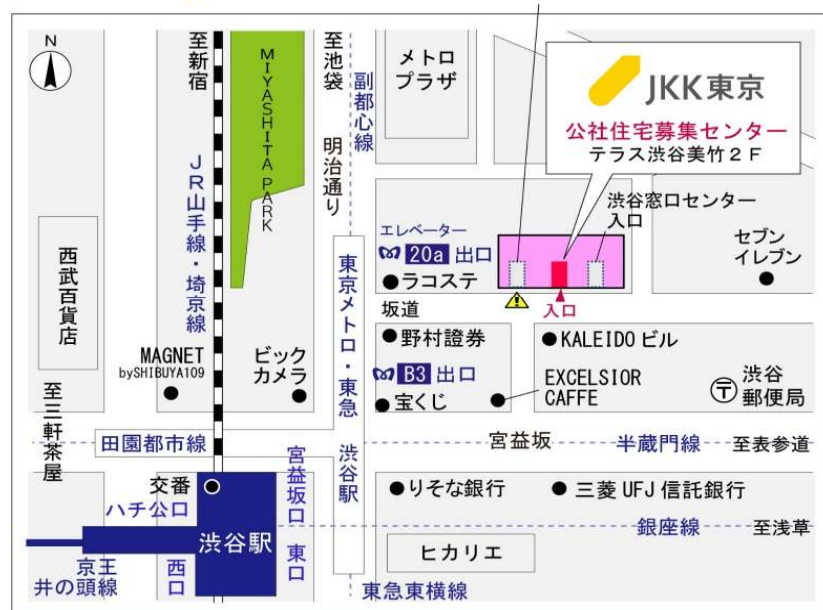 N
至新宿
MIYASHITA PARK
至池袋
副都心線
明治通り
メトロ
プラザ
JKK東京
公社住宅募集センター
テラス渋谷美竹２F
JR山手線・埼京線
西武百貨店
エレベーター
20a 出口
ラコステ
渋谷窓口センター
入口
セブン
イレブン
入口
坂道
東京メトロ・東急 渋谷駅
野村證券
KALEIDO ビル
MAGNET
bySHIBUYA109
ビック
カメラ
B3 出口
宝くじ
EXCELSIOR
CAFFE
渋谷
郵便局
至三軒茶屋
田園都市線
宮益坂
半蔵門線
至表参道
交番
ハチ公口
宮益坂口
りそな銀行
三菱 UFJ 信託銀行
渋谷駅
銀座線
至浅草
京王
井の頭線
西口
東口
ヒカリエ
東急東横線